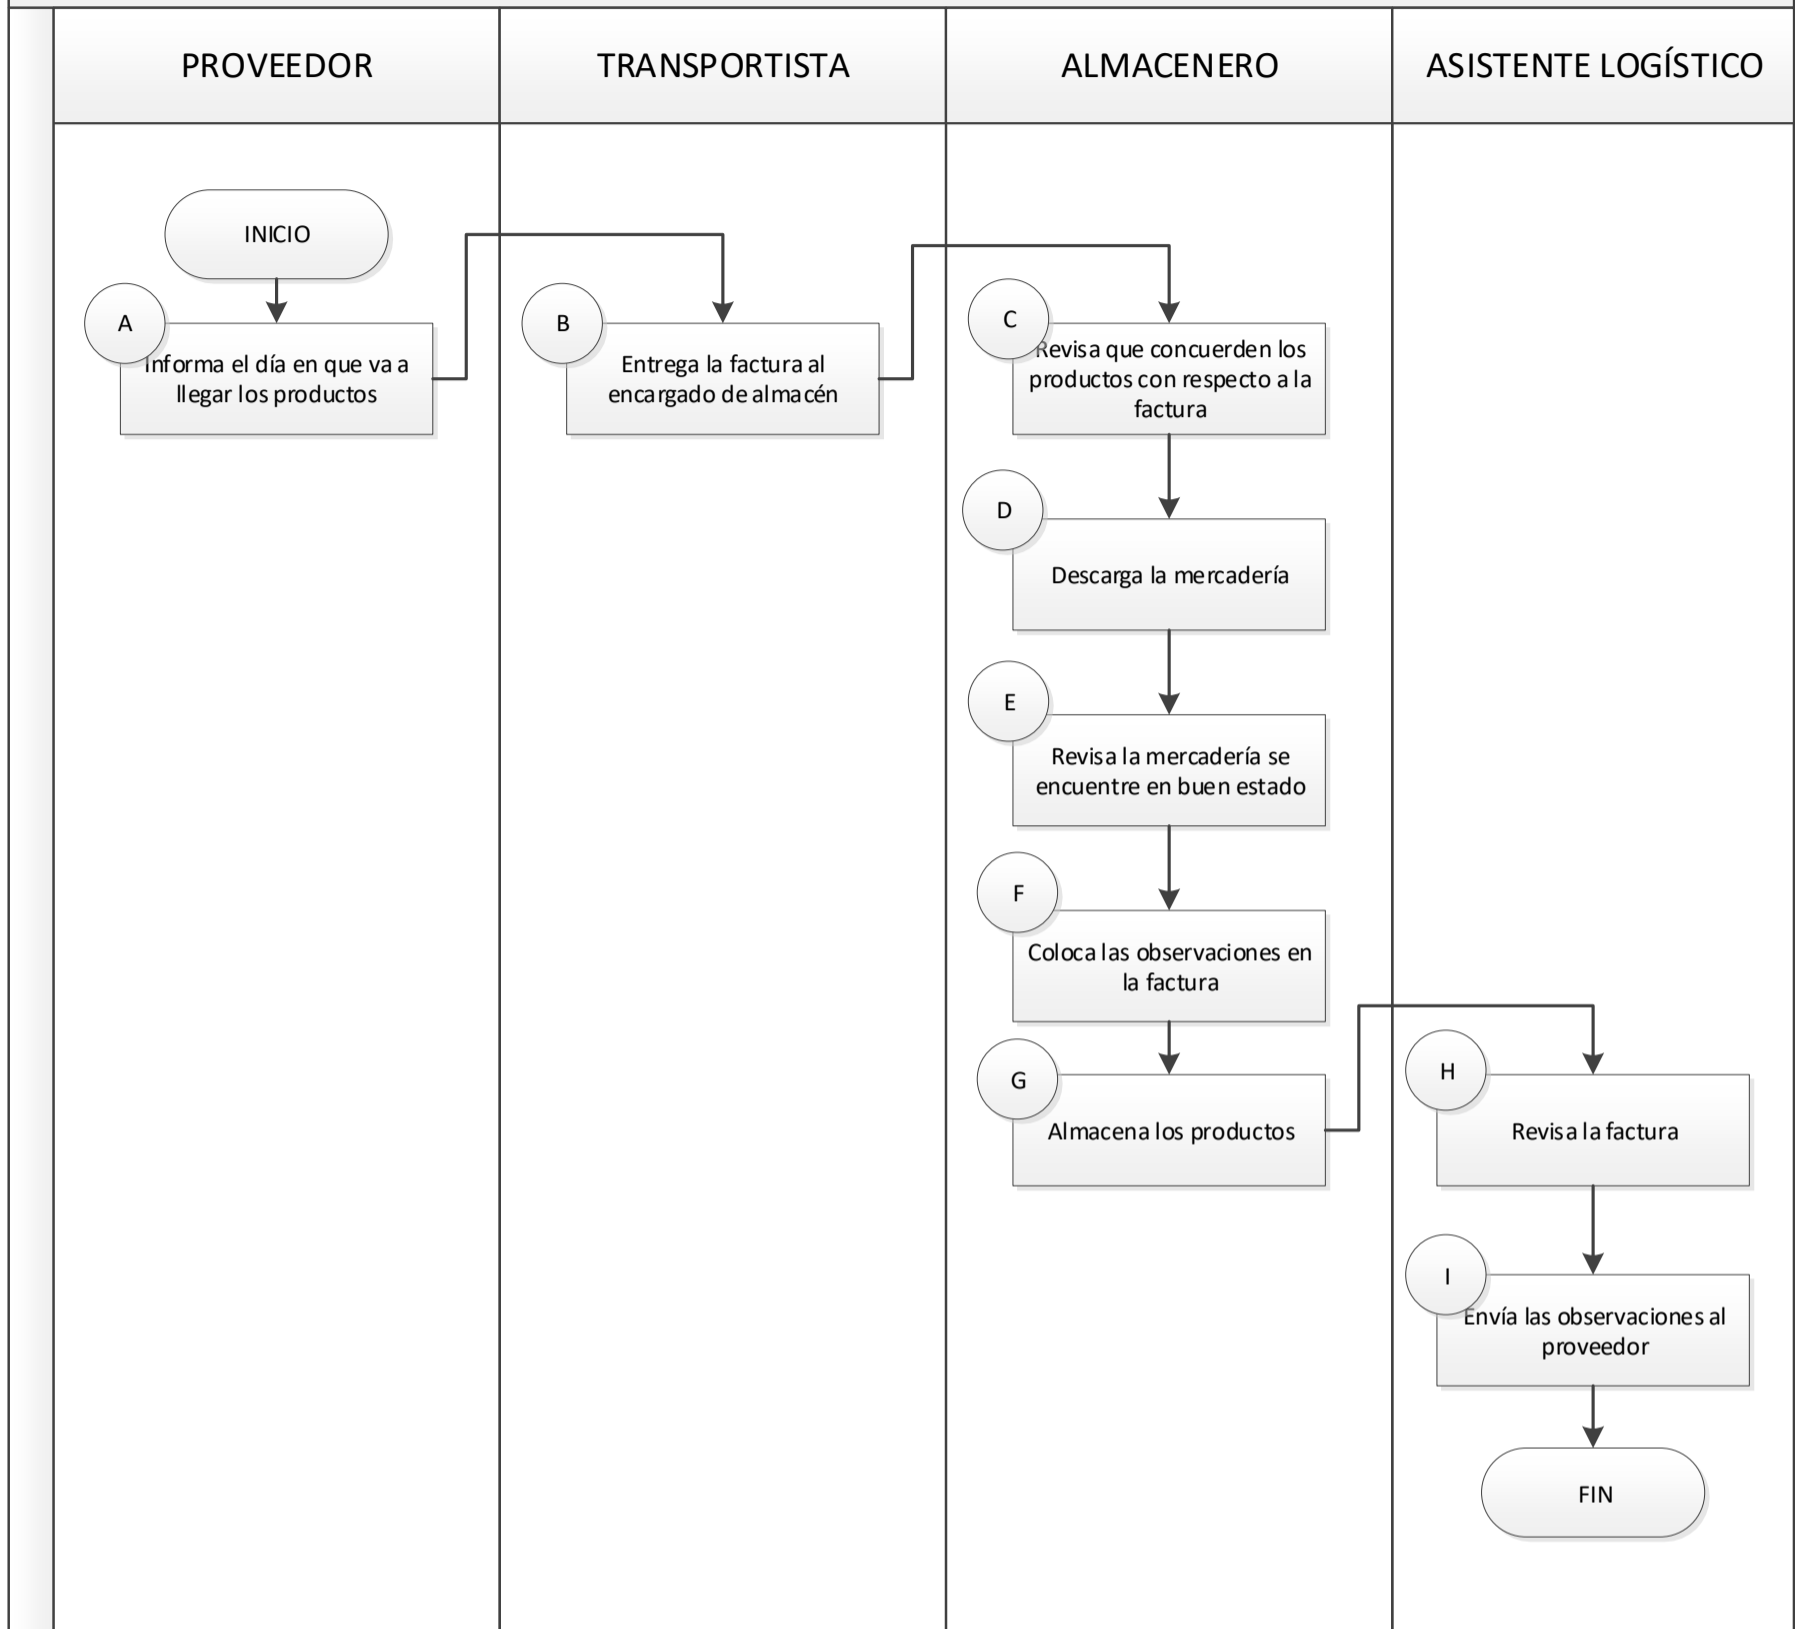 PROVEEDOR
TRANSPORTISTA
ALMACENERO
ASISTENTE LOGÍSTICO
INICIO
A
Informa el día en que va a
llegar los productos
B
Entrega la factura al
encargado de almacén
C
Revisa que concuerden los
productos con respecto a la
factura
D
Descarga la mercadería
E
Revisa la mercadería se
encuentre en buen estado
F
Coloca las observaciones en
la factura
G
Almacena los productos
H
Revisa la factura
I
Envía las observaciones al
proveedor
FIN